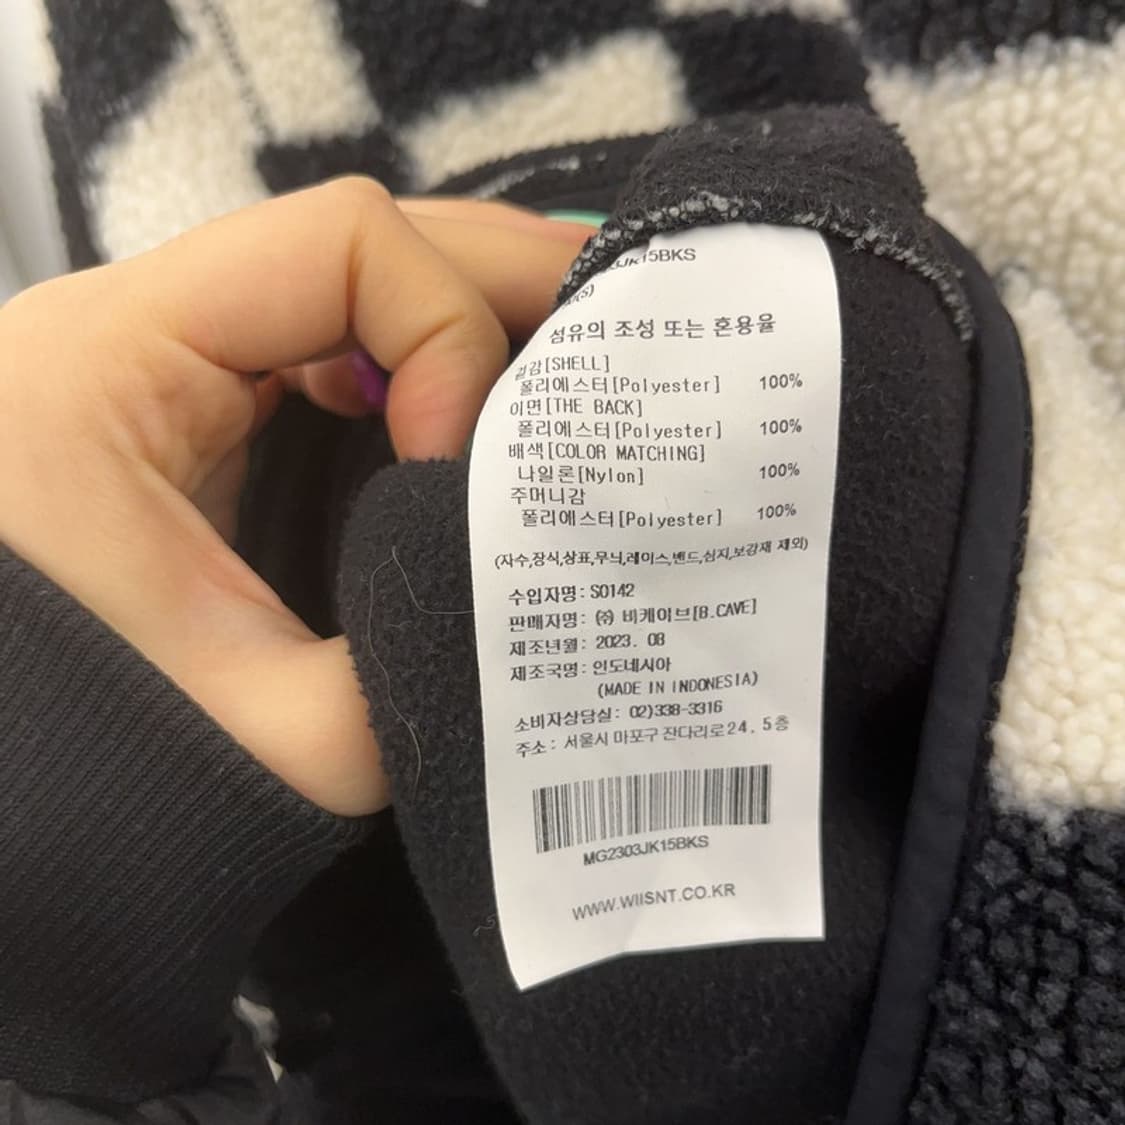 JK15BKS
(S)
섬유의 조성 또는 혼용율
겉감[SHELL]
폴리에스터[Polyester] 100%
이면[THE BACK]
폴리에스터[Polyester] 100%
배색[COLOR MATCHING]
나일론[Nylon] 100%
주머니감
폴리에스터[Polyester] 100%
(자수,장식,상표,무늬,레이스,밴드,심지,보강재 제외)
수입자명: S0142
판매자명: ㈜ 비케이브[B.CAVE]
제조년월: 2023. 08
제조국명: 인도네시아
(MADE IN INDONESIA)
소비자상담실: 02)338-3316
주소: 서울시 마포구 잔다리로24, 5층
MG2303JK15BKS
WWW.WIISNT.CO.KR